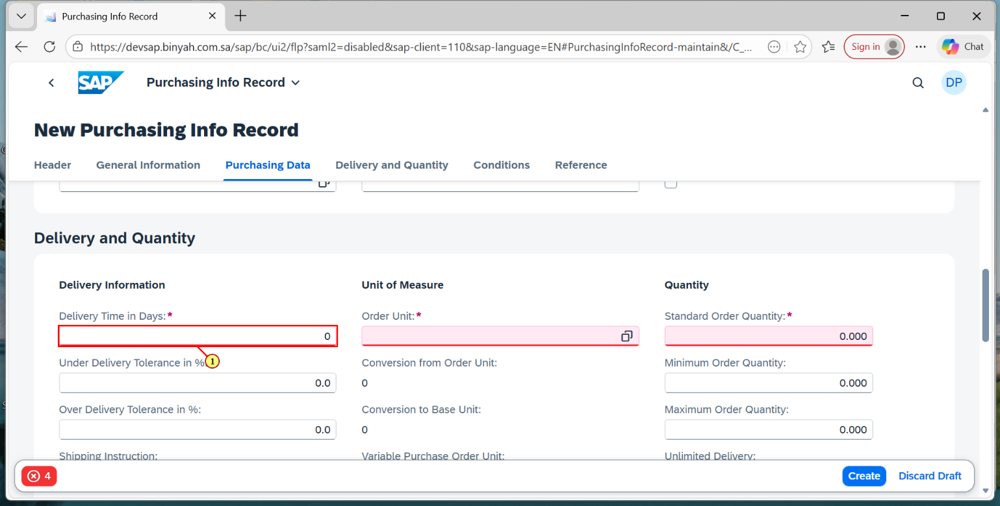 Purchasing Info Record
https://devsap.binyah.com.sa/sap/bc/ui2/flp?saml2=disabled&sap-client=110&sap-language=EN#PurchasingInfoRecord-maintain&/C_...
Sign in
Chat
SAP
Purchasing Info Record
DP
New Purchasing Info Record
Header
General Information
Purchasing Data
Delivery and Quantity
Conditions
Reference
Delivery and Quantity
Delivery Information
Unit of Measure
Quantity
Delivery Time in Days:*
Order Unit:*
Standard Order Quantity:*
0
0.000
1
Under Delivery Tolerance in %
Conversion from Order Unit:
Minimum Order Quantity:
0.0
0
0.000
Over Delivery Tolerance in %:
Conversion to Base Unit:
Maximum Order Quantity:
0.0
0
0.000
Shipping Instruction:
Variable Purchase Order Unit:
Unlimited Delivery:
4
Create
Discard Draft